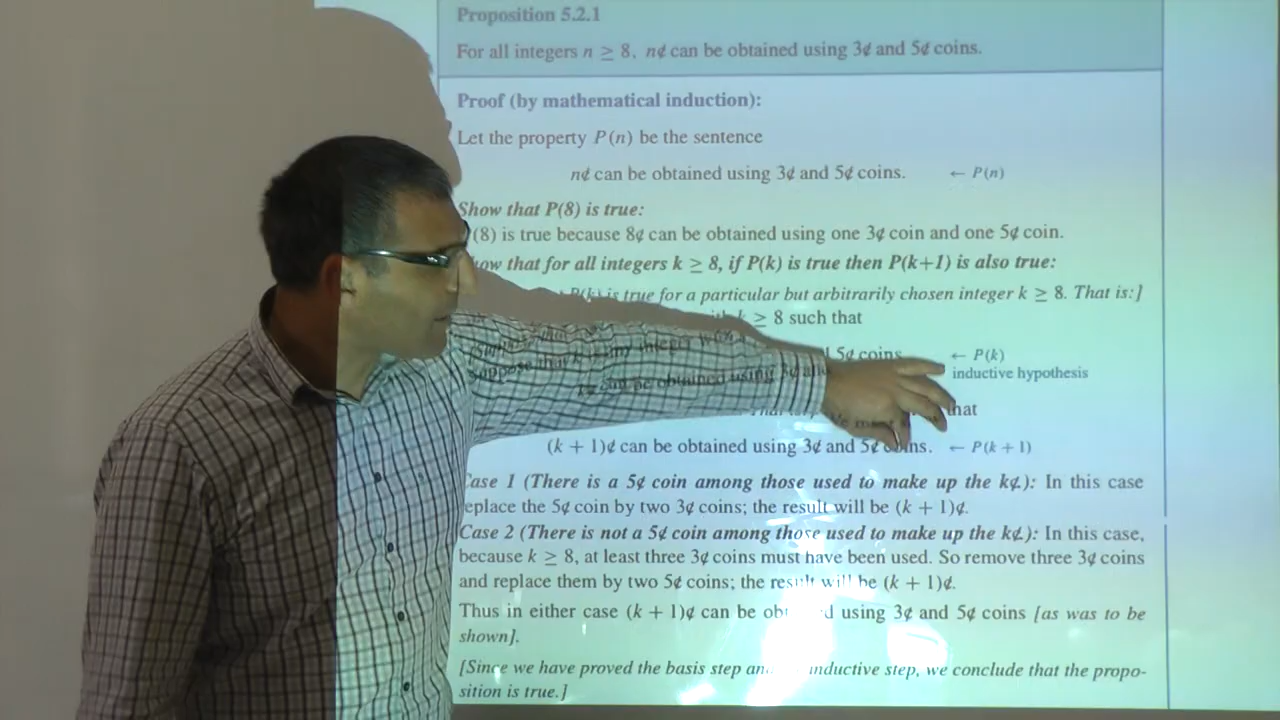 Proposition 5.2.1
For all integers n ≥ 8, n¢ can be obtained using 3¢ and 5¢ coins.
Proof (by mathematical induction):
Let the property P(n) be the sentence
n¢ can be obtained using 3¢ and 5¢ coins. ← P(n)
Show that P(8) is true:
(8) is true because 8¢ can be obtained using one 3¢ coin and one 5¢ coin.
that for all integers k ≥ 8, if P(k) is true then P(k+1) is also true:
P(k) is true for a particular but arbitrarily chosen integer k ≥ 8. That is:]
suppose that k is any integer with k ≥ 8 such that
k¢ can be obtained using 3¢ and 5¢ coins. ← P(k)
inductive hypothesis
that
(k + 1)¢ can be obtained using 3¢ and 5¢ coins. ← P(k + 1)
Case 1 (There is a 5¢ coin among those used to make up the k¢.): In this case
replace the 5¢ coin by two 3¢ coins; the result will be (k + 1)¢.
Case 2 (There is not a 5¢ coin among those used to make up the k¢.): In this case,
because k ≥ 8, at least three 3¢ coins must have been used. So remove three 3¢ coins
and replace them by two 5¢ coins; the result will be (k + 1)¢.
Thus in either case (k + 1)¢ can be using 3¢ and 5¢ coins [as was to be
shown].
[Since we have proved the basis step inductive step, we conclude that the propo-
sition is true.]